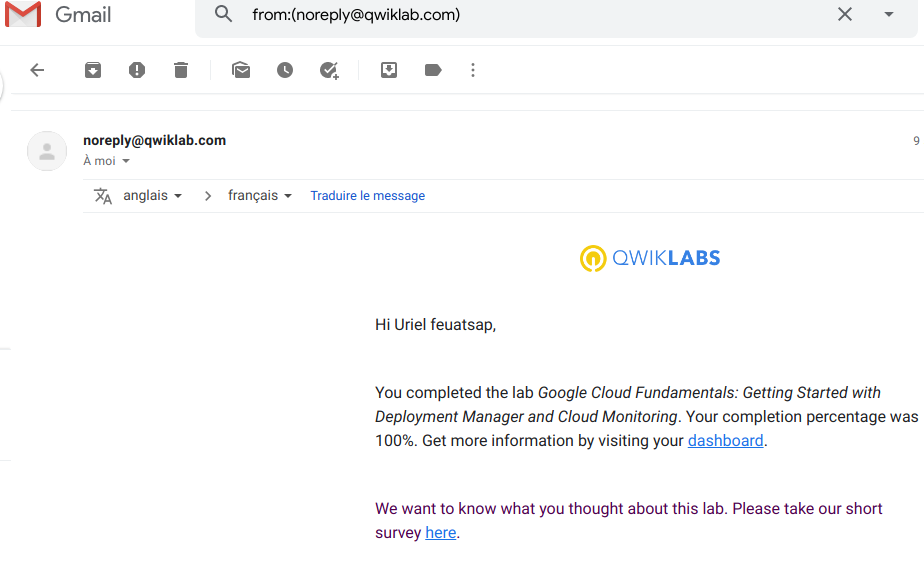 Gmail
from:(noreply@qwiklab.com)
noreply@qwiklab.com
9
À moi
anglais
français
Traduire le message
QWIKLABS
Hi Uriel feuatsap,
You completed the lab Google Cloud Fundamentals: Getting Started with
Deployment Manager and Cloud Monitoring. Your completion percentage was
100%. Get more information by visiting your dashboard.
We want to know what you thought about this lab. Please take our short
survey here.